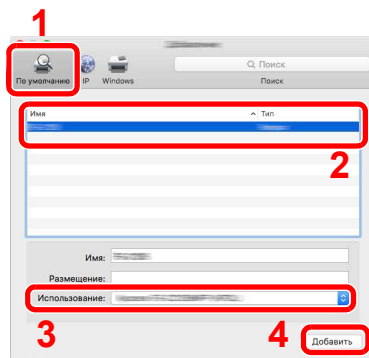 1
Поиск
По умолчанию IP Windows Поиск
Имя Тип
2
Имя:
Размещение:
Использование:
3 4
Добавить